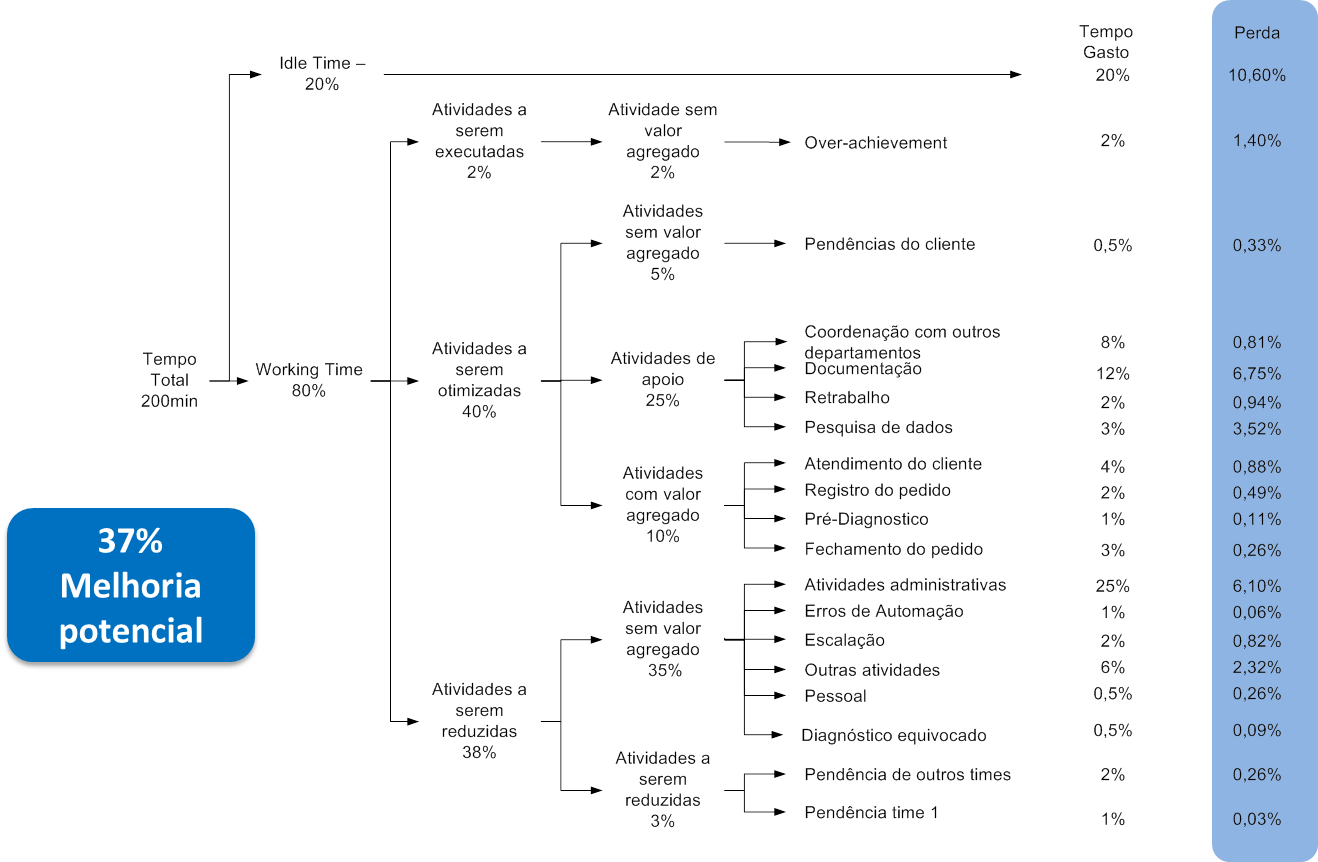 Tempo
Gasto
Perda
Idle Time –
20%
20%
10,60%
Atividades a
serem
executadas
2%
Atividade sem
valor
agregado
2%
Over-achievement
2%
1,40%
Atividades
sem valor
agregado
5%
Pendências do cliente
0,5%
0,33%
Tempo
Total
200min
Working Time
80%
Atividades a
serem
otimizadas
40%
Atividades de
apoio
25%
Coordenação com outros
departamentos
8%
0,81%
Documentação
12%
6,75%
Retrabalho
2%
0,94%
Pesquisa de dados
3%
3,52%
Atividades
com valor
agregado
10%
Atendimento do cliente
4%
0,88%
Registro do pedido
2%
0,49%
Pré-Diagnostico
1%
0,11%
Fechamento do pedido
3%
0,26%
37%
Melhoria
potencial
Atividades a
serem
reduzidas
38%
Atividades
sem valor
agregado
35%
Atividades administrativas
25%
6,10%
Erros de Automação
1%
0,06%
Escalação
2%
0,82%
Outras atividades
6%
2,32%
Pessoal
0,5%
0,26%
Diagnóstico equivocado
0,5%
0,09%
Atividades a
serem
reduzidas
3%
Pendência de outros times
2%
0,26%
Pendência time 1
1%
0,03%